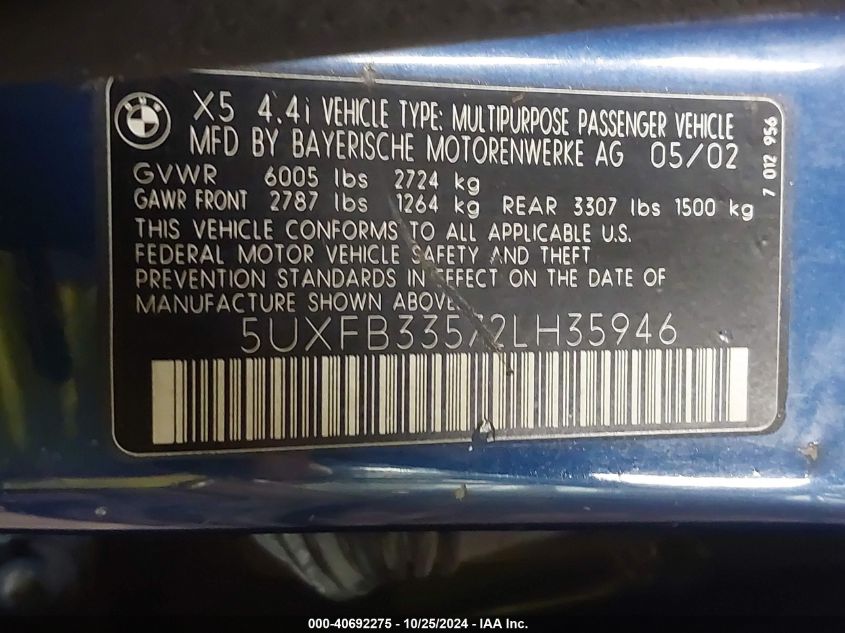 BMW
X5 4.4i VEHICLE TYPE: MULTIPURPOSE PASSENGER VEHICLE
MFD BY BAYERISCHE MOTORENWERKE AG 05/02
GVWR 6005 lbs 2724 kg
GAWR FRONT 2787 lbs 1264 kg REAR 3307 lbs 1500 kg
THIS VEHICLE CONFORMS TO ALL APPLICABLE U.S.
FEDERAL MOTOR VEHICLE SAFETY AND THEFT
PREVENTION STANDARDS IN EFFECT ON THE DATE OF
MANUFACTURE SHOWN ABOVE.
5UXFB33572LH35946
7 012 956
000-40692275 - 10/25/2024 - IAA Inc.